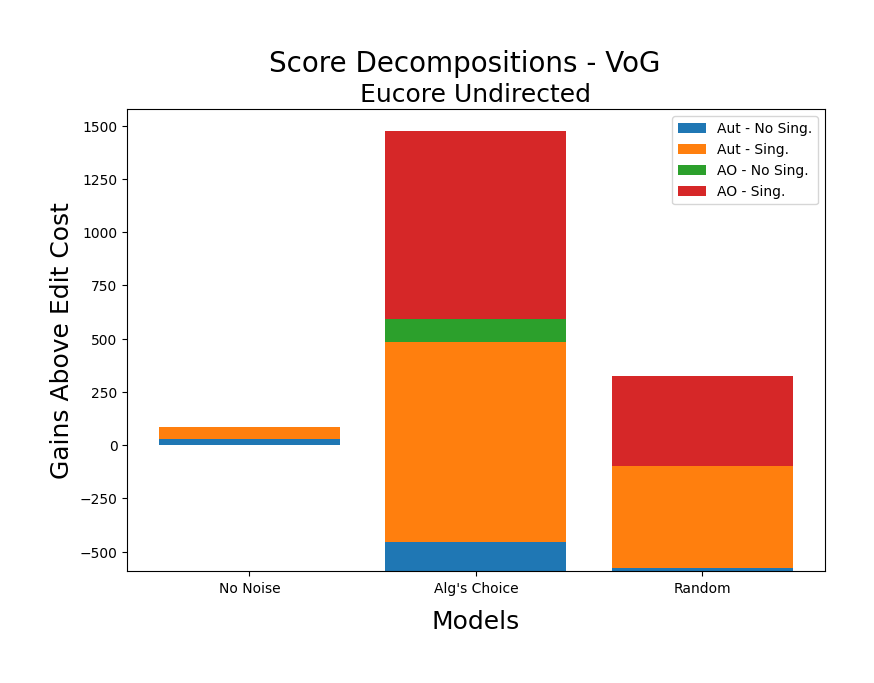 Score Decompositions - VoG
Eucore Undirected
Aut - No Sing.
Aut - Sing.
AO - No Sing.
AO - Sing.
Gains Above Edit Cost
1500
1250
1000
750
500
250
0
−250
−500
No Noise
Alg's Choice
Random
Models